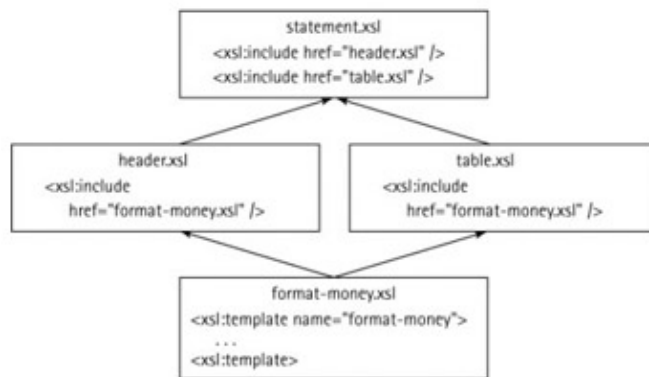 statement.xsl
<xsl:include href="header.xsl" />
<xsl:include href="table.xsl" />
header.xsl
<xsl:include
href="format-money.xsl" />
table.xsl
<xsl:include
href="format-money.xsl" />
format-money.xsl
<xsl:template name="format-money">
. . .
<xsl:template>